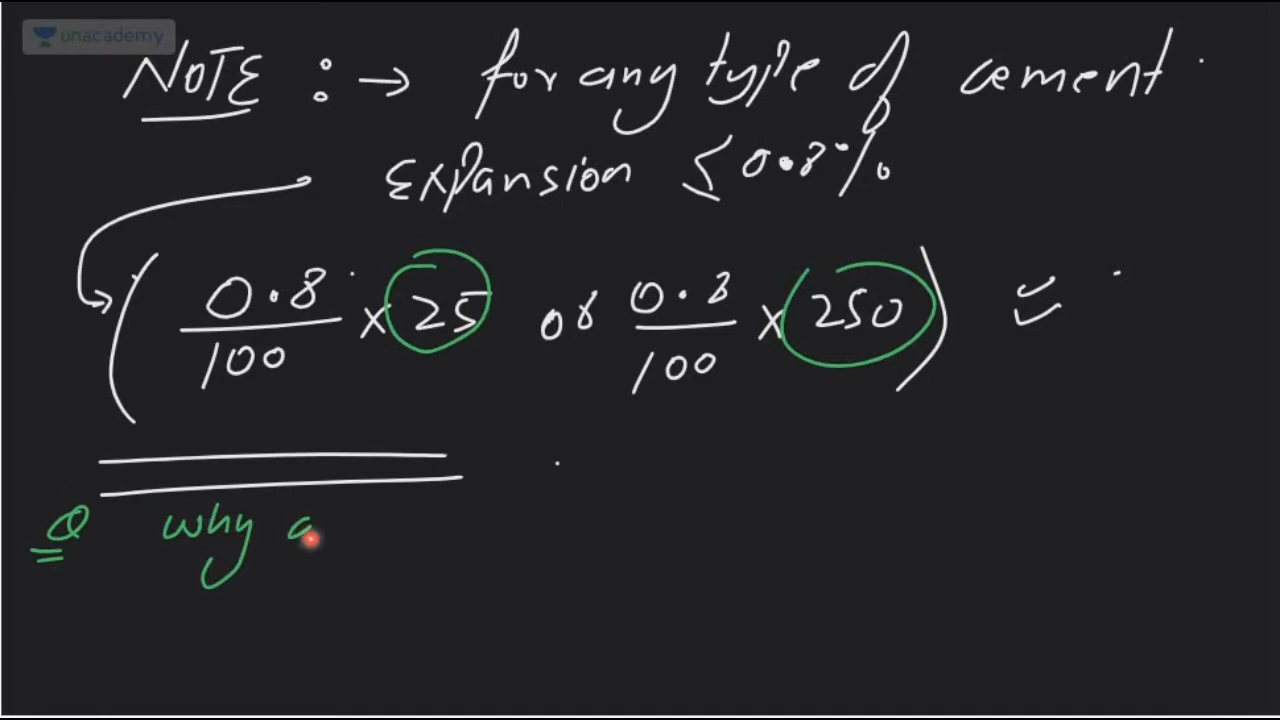 unacademy
NOTE : → for any type of cement
Expansion ≤ 0.8%
( 0.8/100 × 25 or 0.8/100 × 250 )
Q why a